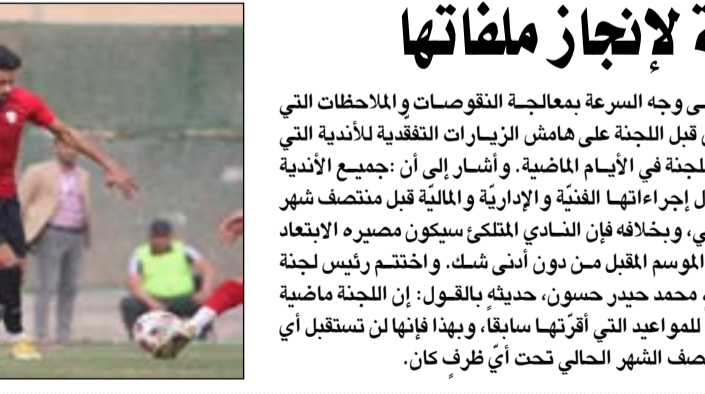 ة لإنجاز ملفاتها
وجه السرعة بمعالجة النقوصات والملاحظات التي
قبل اللجنة على هامش الزيارات التفقّدية للأندية التي
في الأيام الماضية. وأشار إلى أن :جميع الأندية
إجراءاتها الفنيّة والإداريّة والماليّة قبل منتصف شهر
وبخلافه فإن النادي المتلكئ سيكون مصيره الابتعاد
الموسم المقبل من دون أدنى شك. واختتم رئيس لجنة
محمد حيدر حسون، حديثه بالقول: إن اللجنة ماضية
للمواعيد التي أقرّتها سابقاً، وبهذا فإنها لن تستقبل أي
الشهر الحالي تحت أيّ ظرفٍ كان.